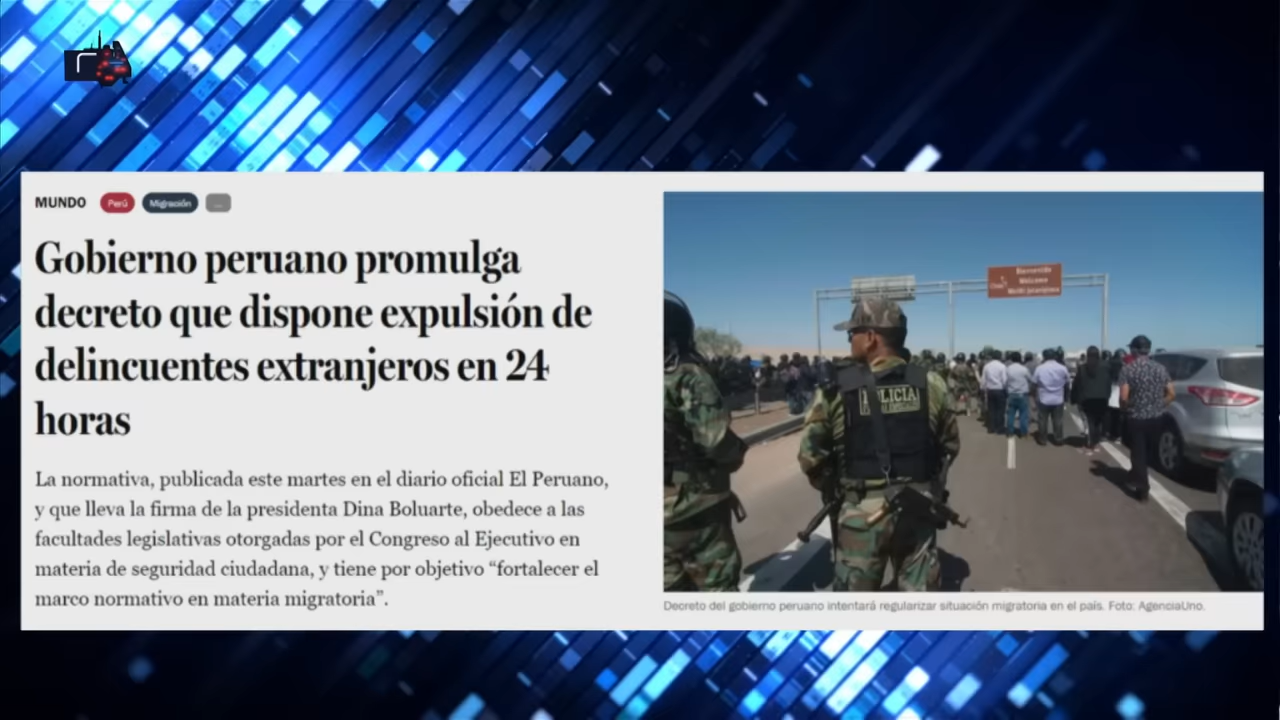 MUNDO Perú Migración ...
Gobierno peruano promulga
decreto que dispone expulsión de
delincuentes extranjeros en 24
horas
La normativa, publicada este martes en el diario oficial El Peruano,
y que lleva la firma de la presidenta Dina Boluarte, obedece a las
facultades legislativas otorgadas por el Congreso al Ejecutivo en
materia de seguridad ciudadana, y tiene por objetivo “fortalecer el
marco normativo en materia migratoria”.
Bienvenido
Welcome
POLICIA
Decreto del gobierno peruano intentará regularizar situación migratoria en el país. Foto: AgenciaUno.